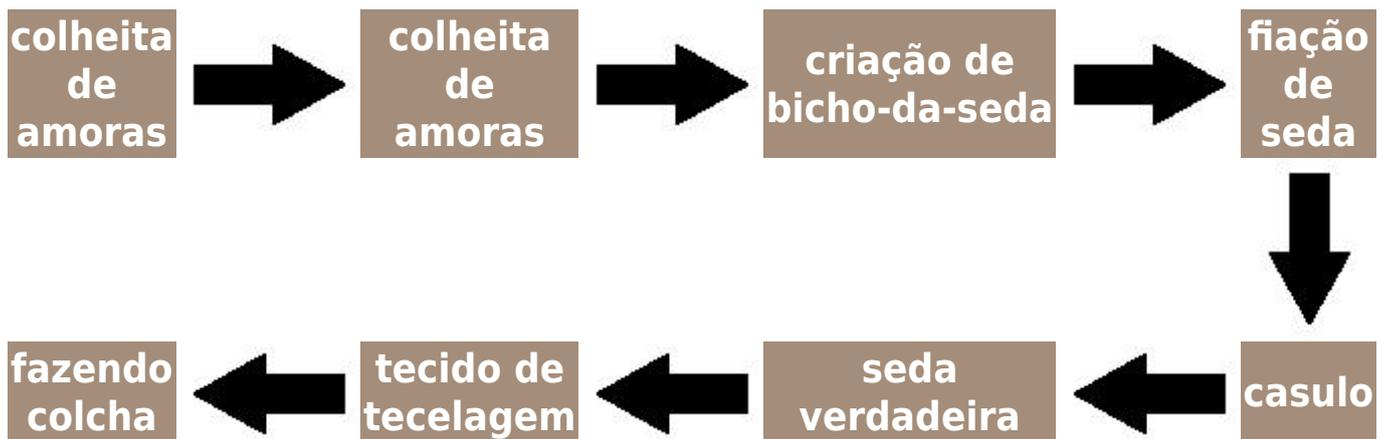 colheita
de
amoras
colheita
de
amoras
criação de
bicho-da-seda
fiação
de
seda
casulo
seda
verdadeira
tecido de
tecelagem
fazendo
colcha